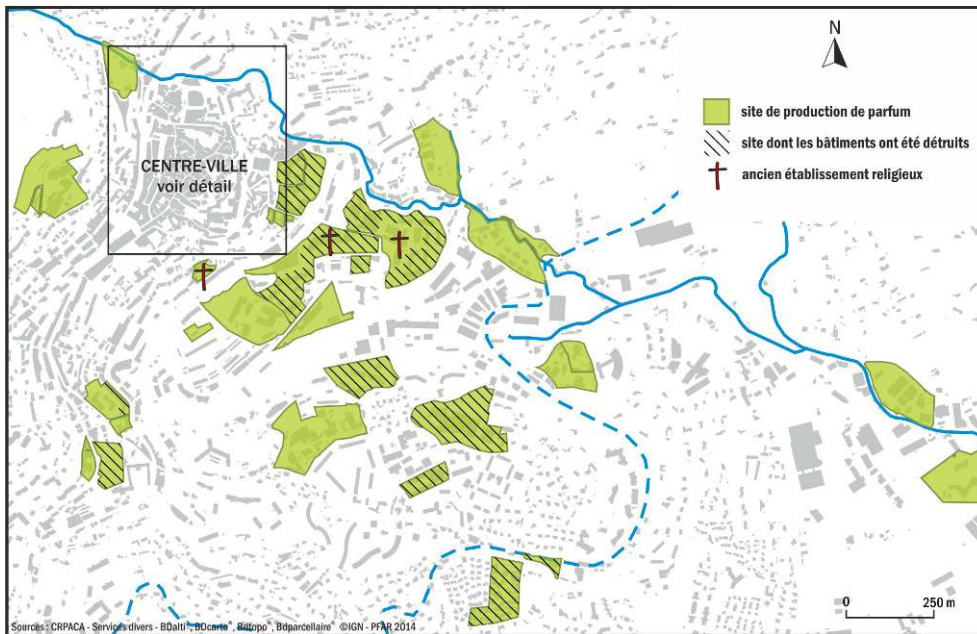 N
site de production de parfum
site dont les bâtiments ont été détruits
ancien établissement religieux
CENTRE-VILLE
voir détail
0 250 m
Sources : CRPACA - Services divers - BDalti®, BDcarto®, Bdtopo®, Bdparcellaire® ©IGN - PFAR 2014